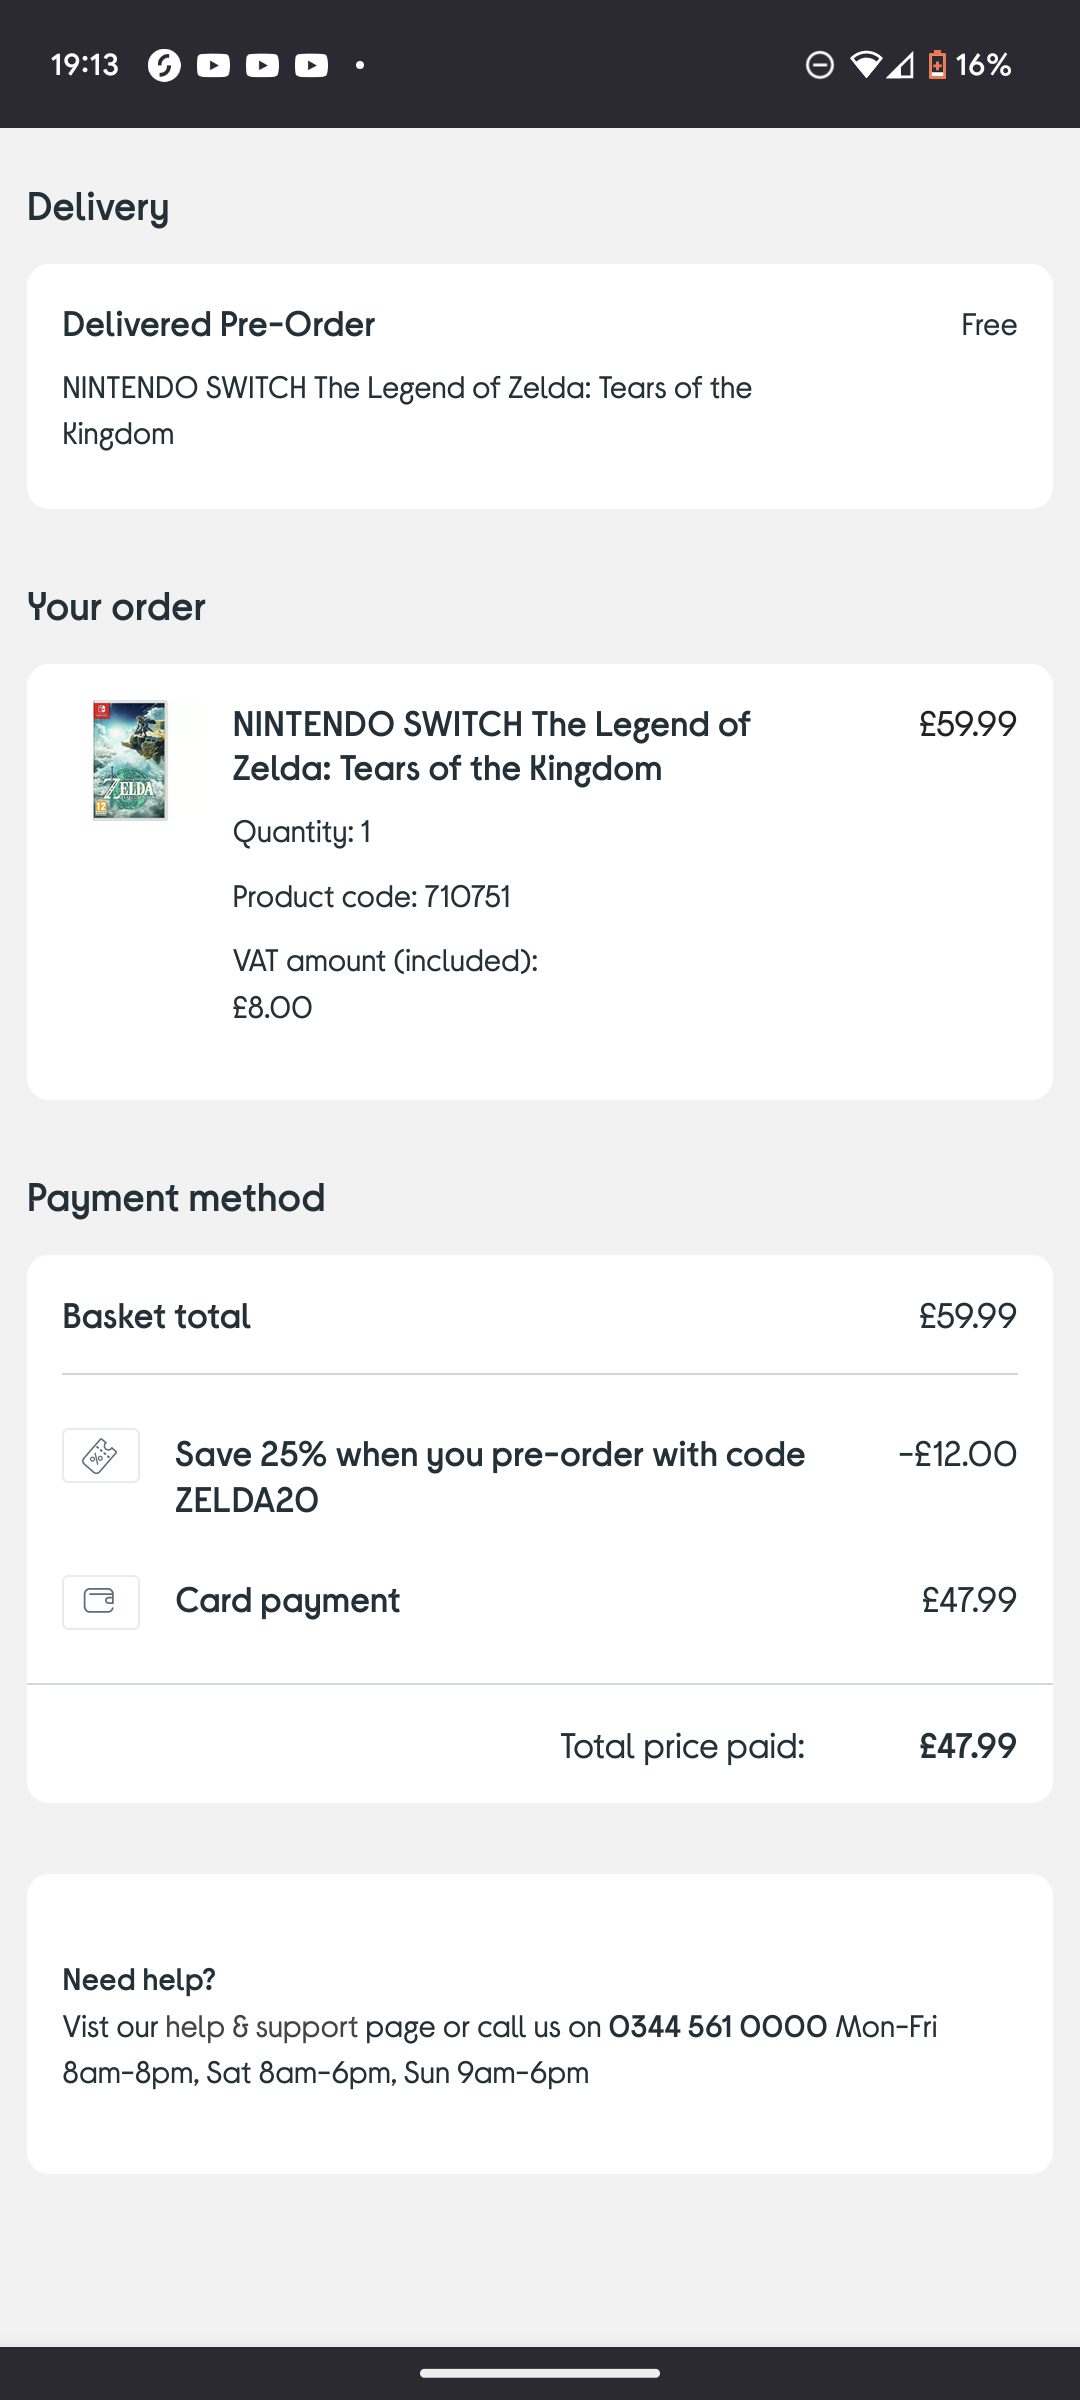 19:13
16%
Delivery
Delivered Pre-Order
Free
NINTENDO SWITCH The Legend of Zelda: Tears of the
Kingdom
Your order
NINTENDO SWITCH The Legend of
£59.99
Zelda: Tears of the Kingdom
ZELDA
12
Quantity: 1
Product code: 710751
VAT amount (included):
£8.00
Payment method
Basket total
£59.99
Save 25% when you pre-order with code
-£12.00
ZELDA20
Card payment
£47.99
Total price paid:
£47.99
Need help?
Vist our help & support page or call us on 0344 561 0000 Mon-Fri
8am-8pm, Sat 8am-6pm, Sun 9am-6pm